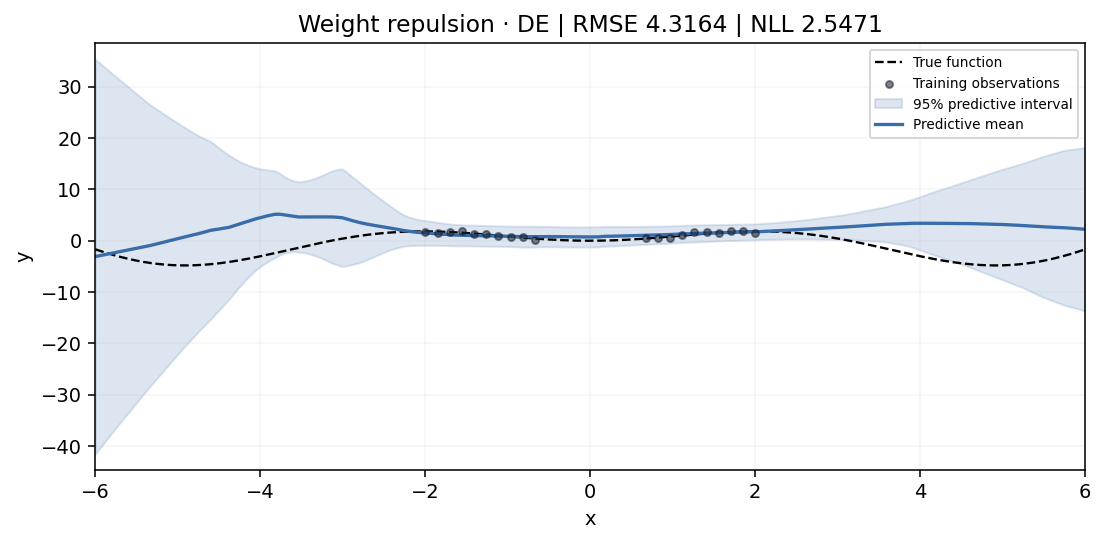 Weight repulsion · DE | RMSE 4.3164 | NLL 2.5471
True function
Training observations
95% predictive interval
Predictive mean
y
30
20
10
0
−10
−20
−30
−40
−6
−4
−2
0
2
4
6
x